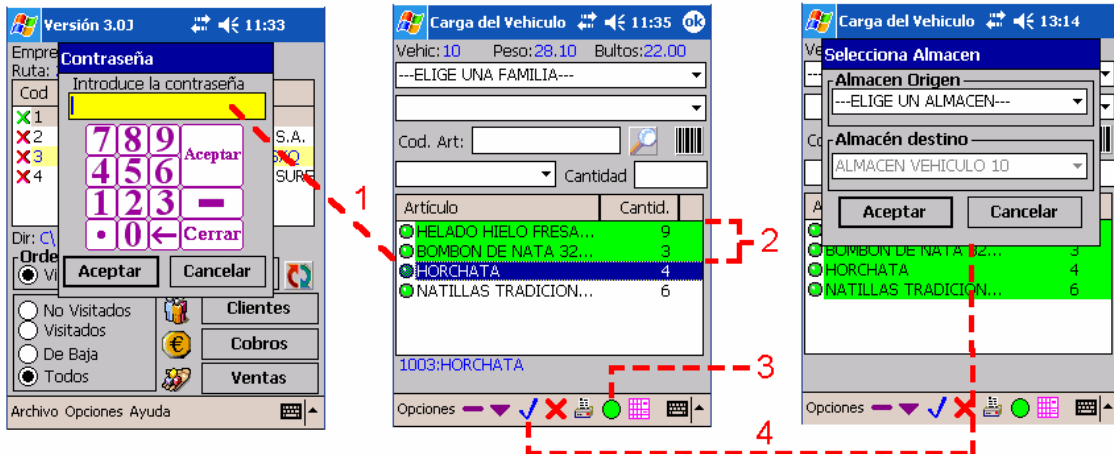 Versión 3.0J 11:33
Empre
Contraseña
Ruta:
Introduce la contraseña
Cod
1
2 S.A.
3
4 SURE
7 8 9 Aceptar
4 5 6
1 2 3 −
. 0 ← Cerrar
Dir: C\
Orde
Aceptar Cancelar
Vi
No Visitados
Visitados
De Baja
Todos
Clientes
Cobros
Ventas
Archivo Opciones Ayuda
1
Carga del Vehiculo 11:35 ok
Vehic: 10 Peso: 28.10 Bultos: 22.00
---ELIGE UNA FAMILIA---
Cod. Art:
Cantidad
Artículo Cantid.
HELADO HIELO FRESA... 9
BOMBON DE NATA 32... 3
HORCHATA 4
NATILLAS TRADICION... 6
1003:HORCHATA
Opciones
2
3
4
Carga del Vehiculo 13:14
Ve
Selecciona Almacen
Almacen Origen
---ELIGE UN ALMACEN---
Almacén destino
ALMACEN VEHICULO 10
Aceptar Cancelar
BOMBON DE NATA 32... 3
HORCHATA 4
NATILLAS TRADICION... 6
Opciones